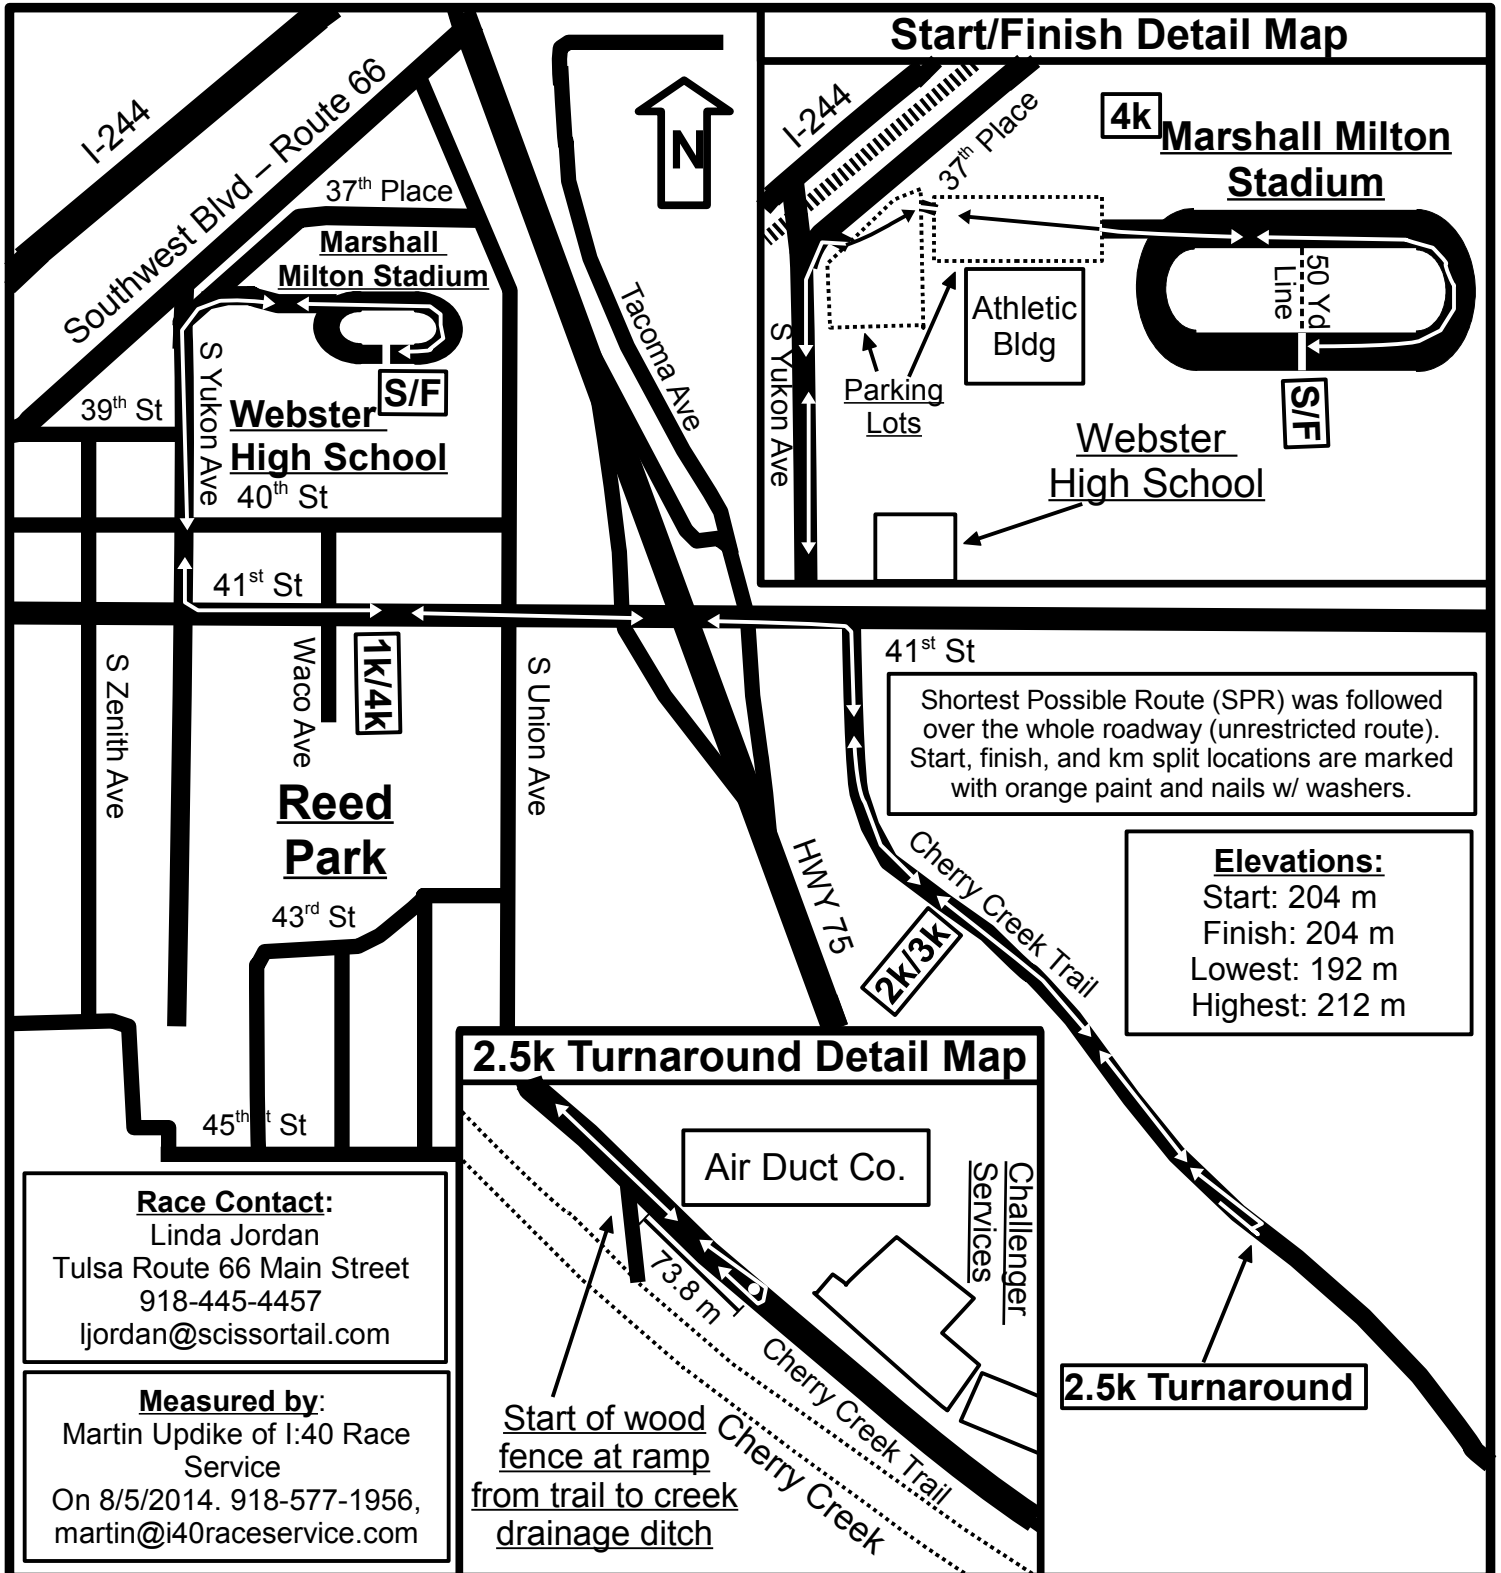 Start/Finish Detail Map
I-244
Southwest Blvd – Route 66
37th Place
Marshall
Milton Stadium
S/F
39th St
S Yukon Ave
Webster
High School
40th St
41st St
1k/4k
Waco Ave
S Zenith Ave
S Union Ave
Reed
Park
43rd St
45th St
N
Tacoma Ave
HWY 75
I-244
37th Place
4k
Marshall Milton
Stadium
50 Yd
Line
S/F
Athletic
Bldg
Parking
Lots
S Yukon Ave
Webster
High School
41st St
Shortest Possible Route (SPR) was followed
over the whole roadway (unrestricted route).
Start, finish, and km split locations are marked
with orange paint and nails w/ washers.
Elevations:
Start: 204 m
Finish: 204 m
Lowest: 192 m
Highest: 212 m
Cherry Creek Trail
2k/3k
2.5k Turnaround
2.5k Turnaround Detail Map
Air Duct Co.
Challenger
Services
73.8 m
Cherry Creek Trail
Cherry Creek
Start of wood
fence at ramp
from trail to creek
drainage ditch
Race Contact:
Linda Jordan
Tulsa Route 66 Main Street
918-445-4457
ljordan@scissortail.com
Measured by:
Martin Updike of I:40 Race
Service
On 8/5/2014. 918-577-1956,
martin@i40raceservice.com